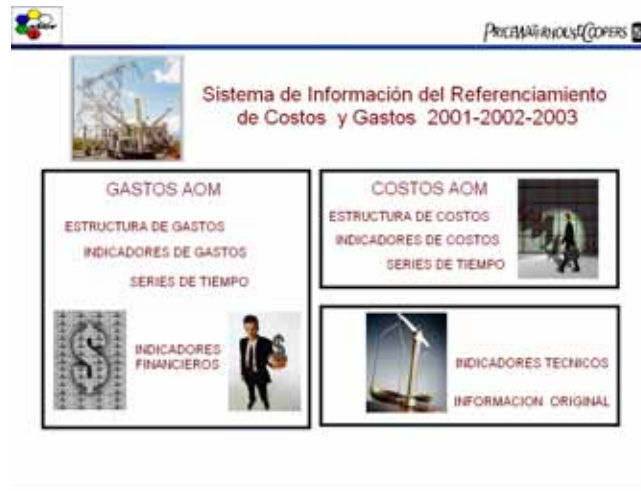 PRICEWATERHOUSECOOPERS
Sistema de Información del Referenciamiento
de Costos y Gastos 2001-2002-2003
GASTOS AOM
ESTRUCTURA DE GASTOS
INDICADORES DE GASTOS
SERIES DE TIEMPO
INDICADORES
FINANCIEROS
COSTOS AOM
ESTRUCTURA DE COSTOS
INDICADORES DE COSTOS
SERIES DE TIEMPO
INDICADORES TECNICOS
INFORMACION ORIGINAL